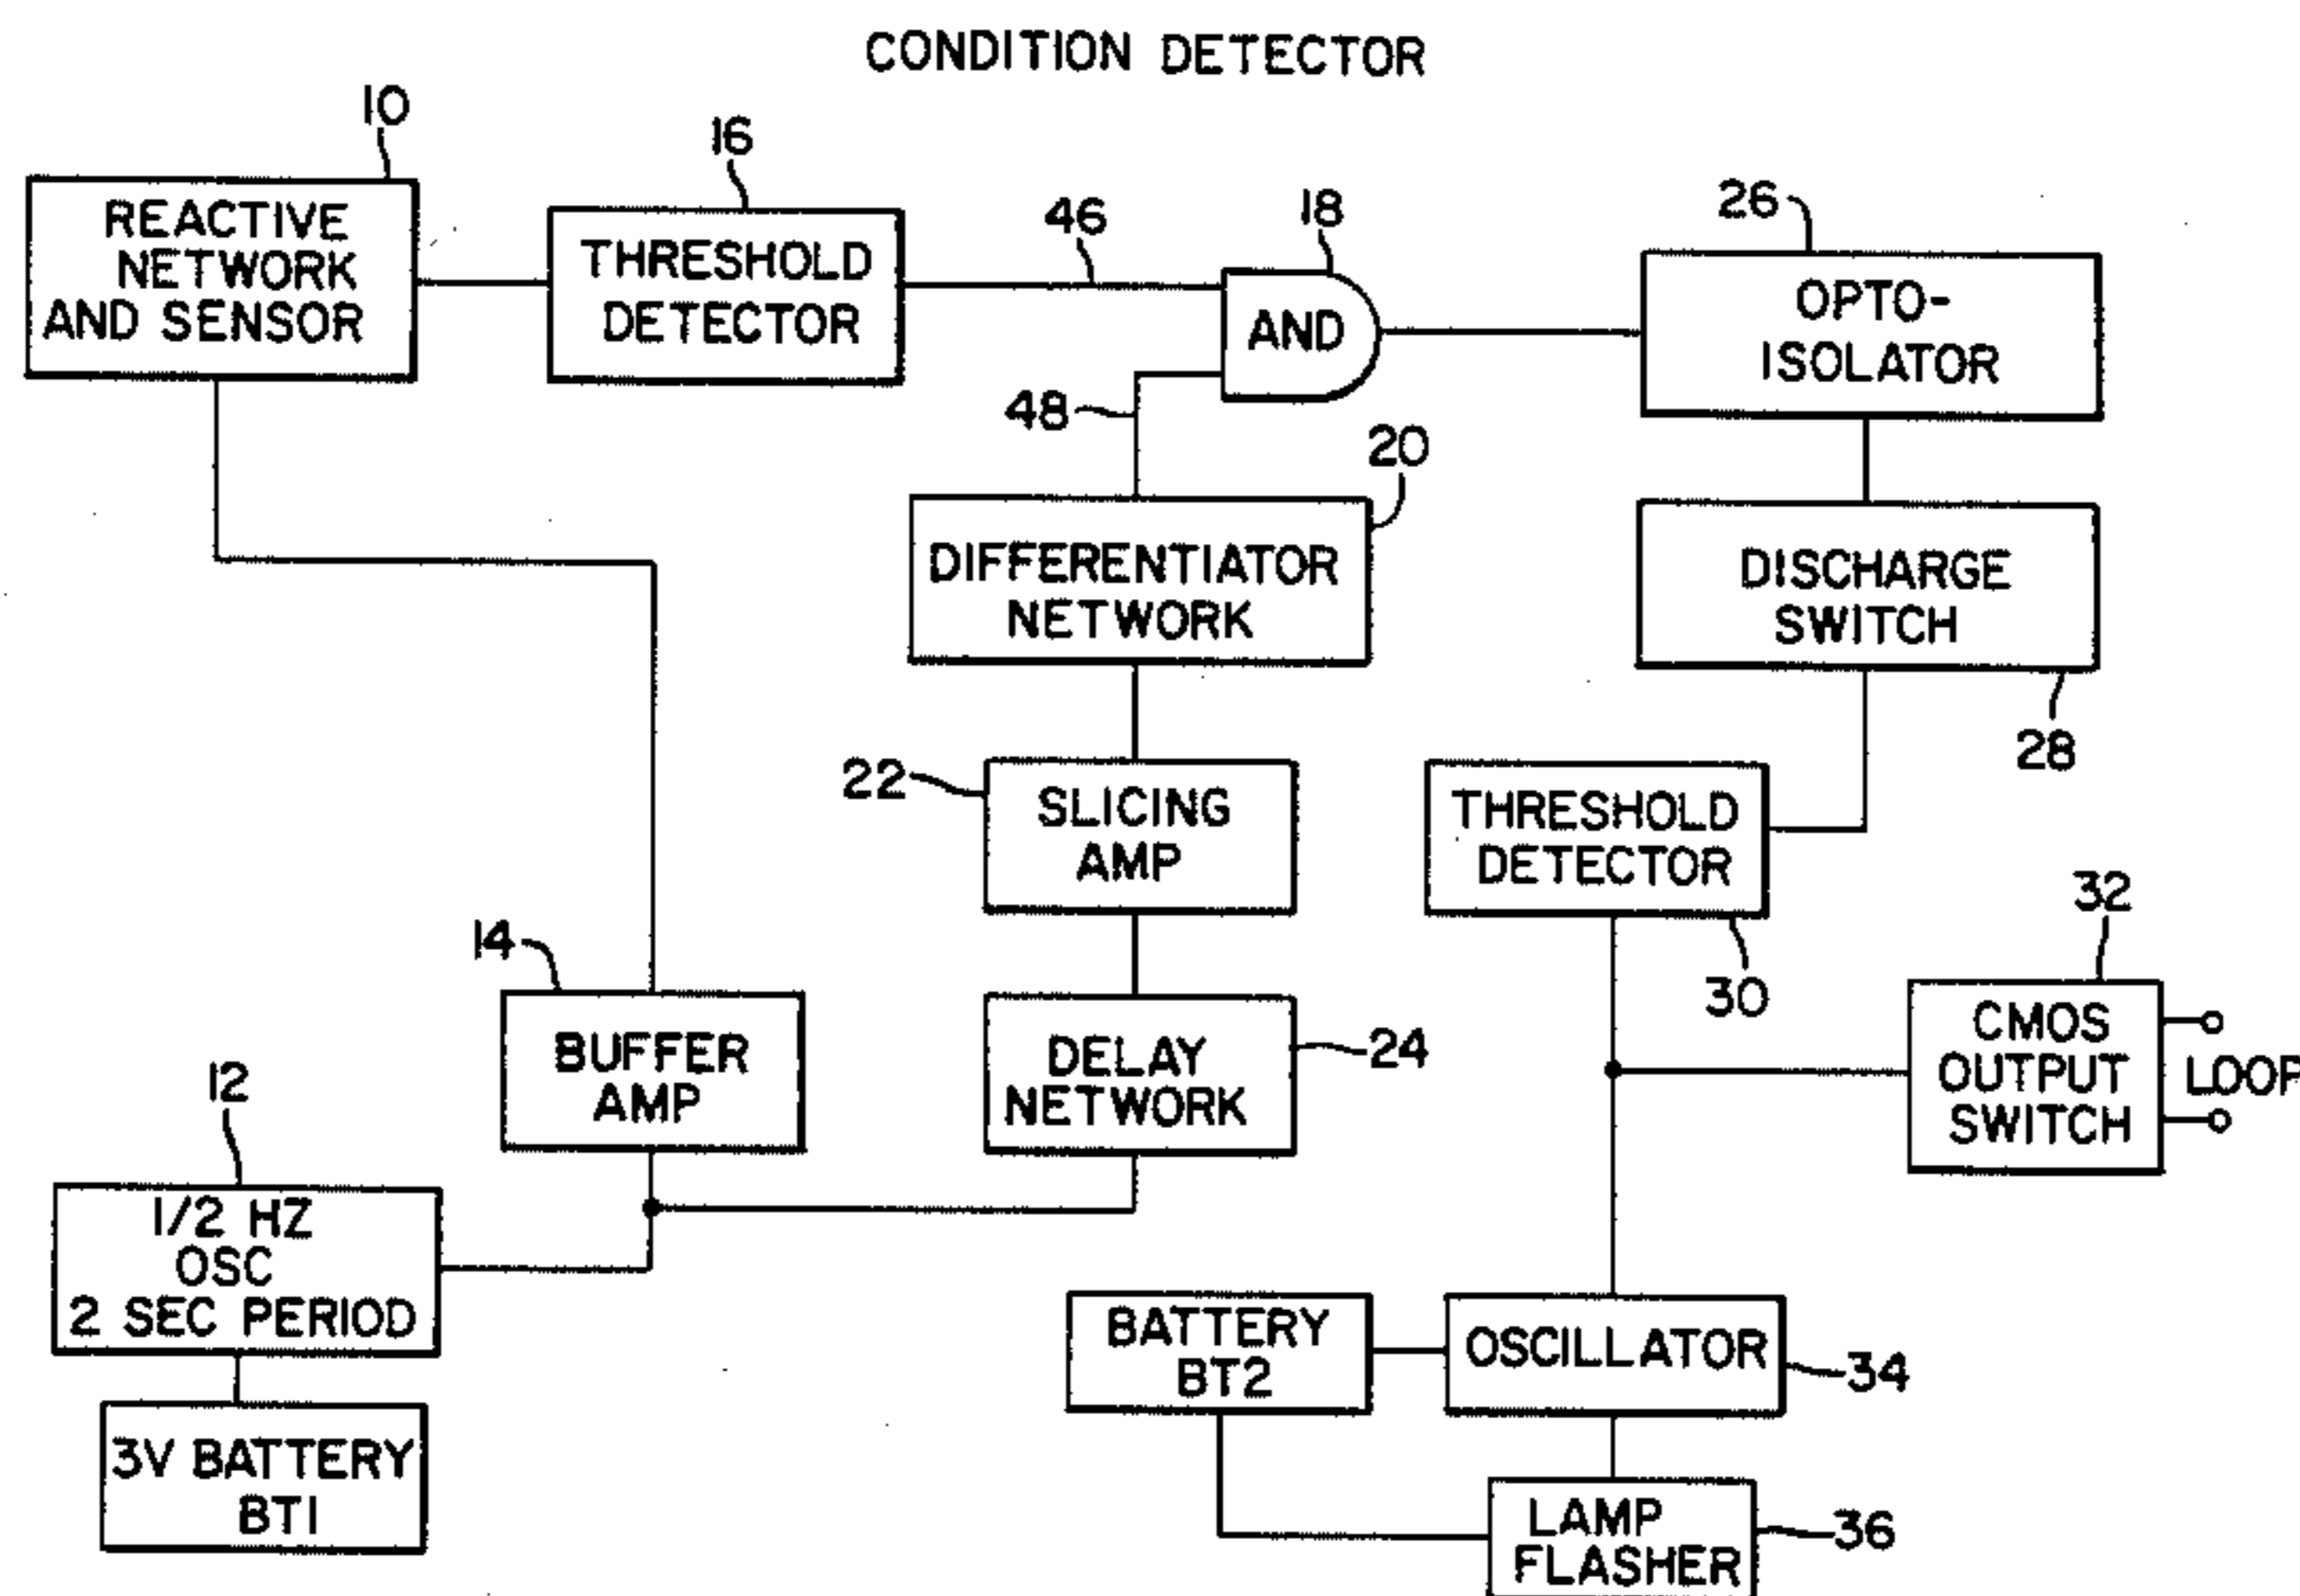 CONDITION DETECTOR
10
REACTIVE
NETWORK
AND SENSOR
16
THRESHOLD
DETECTOR
46
18
AND
48
26
OPTO-
ISOLATOR
20
DIFFERENTIATOR
NETWORK
DISCHARGE
SWITCH
28
22
SLICING
AMP
THRESHOLD
DETECTOR
30
14
BUFFER
AMP
DELAY
NETWORK
24
32
CMOS
OUTPUT
SWITCH
LOOP
12
1/2 HZ
OSC
2 SEC PERIOD
3V BATTERY
BT1
BATTERY
BT2
OSCILLATOR
34
LAMP
FLASHER
36